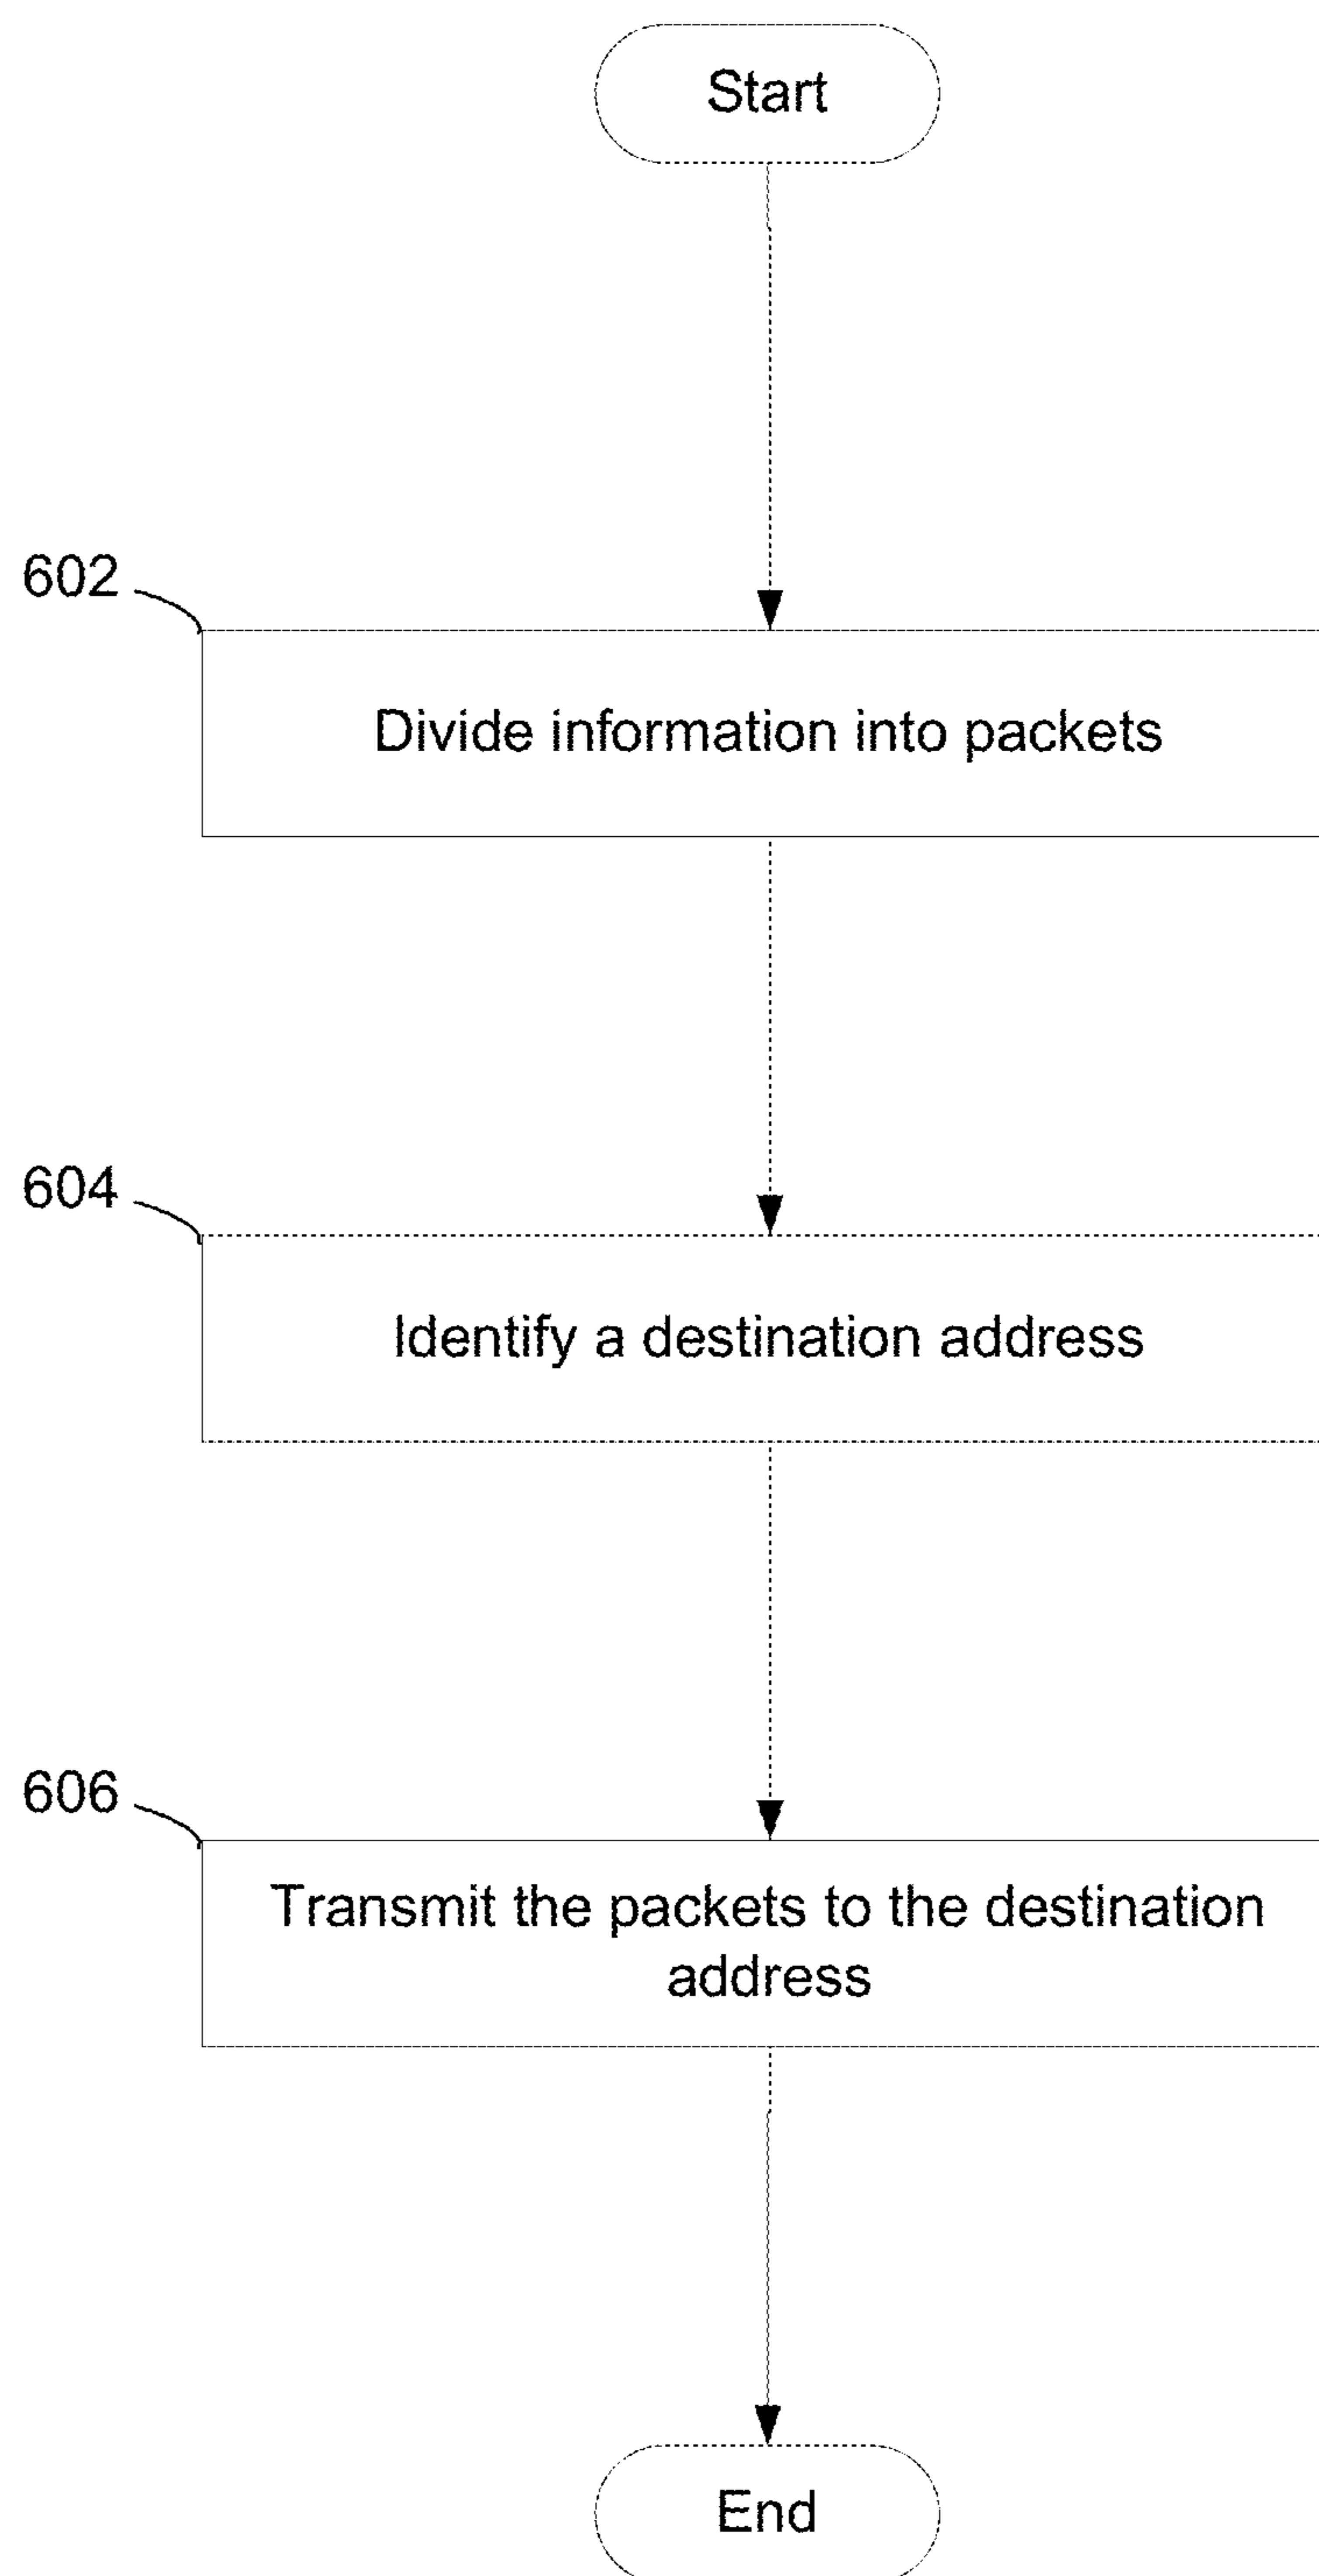 Start
602
Divide information into packets
604
Identify a destination address
606
Transmit the packets to the destination
address
End